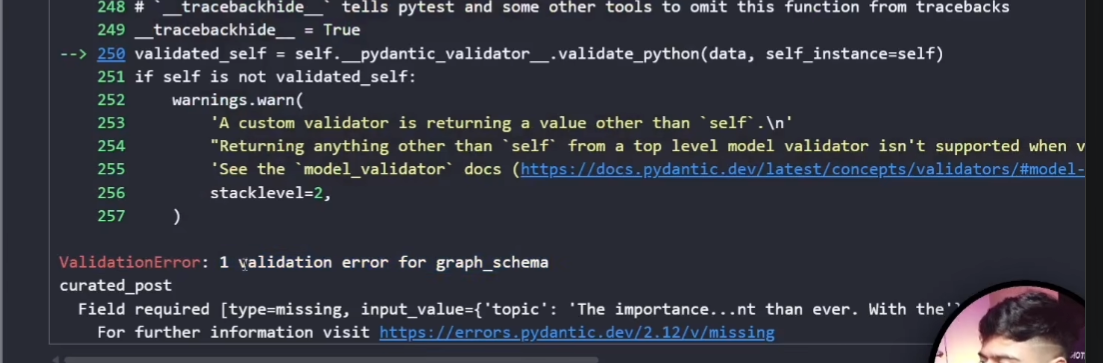 248 # `__tracebackhide__` tells pytest and some other tools to omit this function from tracebacks
249 __tracebackhide__ = True
--> 250 validated_self = self.__pydantic_validator__.validate_python(data, self_instance=self)
251 if self is not validated_self:
252 warnings.warn(
253 'A custom validator is returning a value other than `self`.\n'
254 "Returning anything other than `self` from a top level model validator isn't supported when v
255 'See the `model_validator` docs (https://docs.pydantic.dev/latest/concepts/validators/#model-
256 stacklevel=2,
257 )
ValidationError: 1 validation error for graph_schema
curated_post
Field required [type=missing, input_value={'topic': 'The importance...nt than ever. With the'
For further information visit https://errors.pydantic.dev/2.12/v/missing